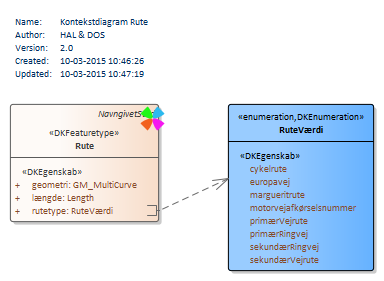 Name: Kontekstdiagram Rute
Author: HAL & DOS
Version: 2.0
Created: 10-03-2015 10:46:26
Updated: 10-03-2015 10:47:19
«DKFeaturetype»
Rute
«DKEgenskab»
+ geometri: GM_MultiCurve
+ længde: Length
+ rutetype: RuteVærdi
«enumeration,DKEnumeration»
RuteVærdi
«DKEgenskab»
cykelrute
europavej
margueritrute
motorvejafkørselsnummer
primærVejrute
primærRingvej
sekundærRingvej
sekundærVejrute